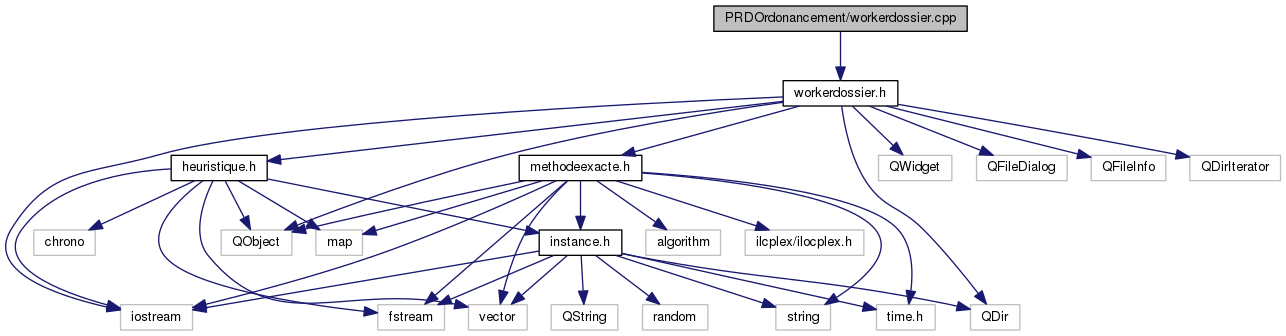 PRDOrdonancement/workerdossier.cpp
workerdossier.h
heuristique.h
methodeexacte.h
QWidget
QFileDialog
QFileInfo
QDirIterator
chrono
QObject
map
instance.h
algorithm
ilcplex/ilocplex.h
iostream
fstream
vector
QString
random
string
time.h
QDir